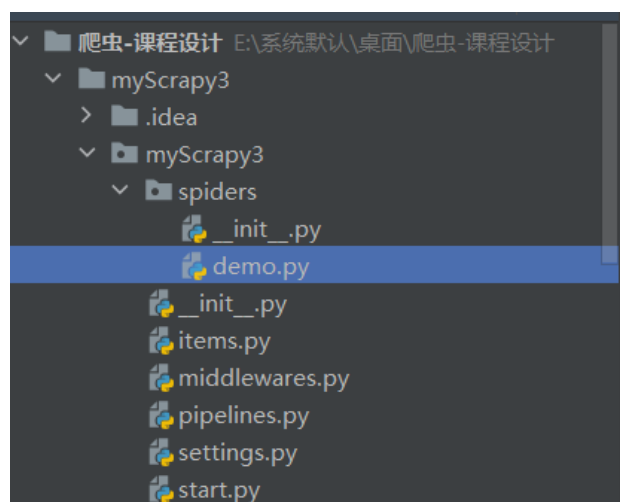 爬虫-课程设计 E:\系统默认\桌面\爬虫-课程设计
myScrapy3
.idea
myScrapy3
spiders
__init__.py
demo.py
__init__.py
items.py
middlewares.py
pipelines.py
settings.py
start.py